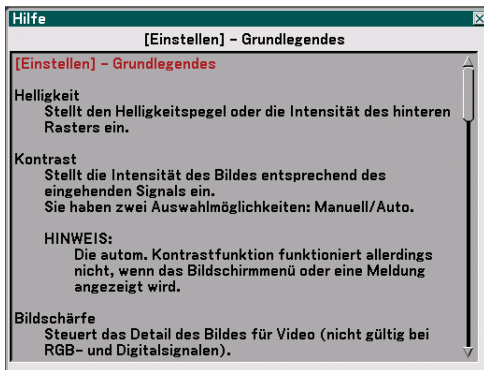 Hilfe
[Einstellen] – Grundlegendes
[Einstellen] – Grundlegendes
Helligkeit
Stellt den Helligkeitspegel oder die Intensität des hinteren
Rasters ein.
Kontrast
Stellt die Intensität des Bildes entsprechend des
eingehenden Signals ein.
Sie haben zwei Auswahlmöglichkeiten: Manuell/Auto.
HINWEIS:
Die autom. Kontrastfunktion funktioniert allerdings
nicht, wenn das Bildschirmmenü oder eine Meldung
angezeigt wird.
Bildschärfe
Steuert das Detail des Bildes für Video (nicht gültig bei
RGB– und Digitalsignalen).